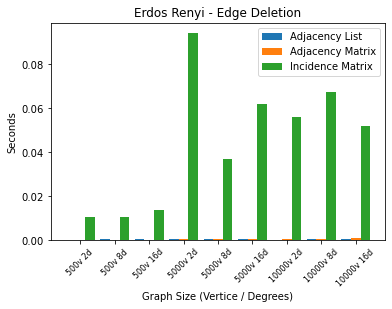 Erdos Renyi - Edge Deletion
Adjacency List
Adjacency Matrix
Incidence Matrix
Seconds
0.08
0.06
0.04
0.02
0.00
500v 2d
500v 8d
500v 16d
5000v 2d
5000v 8d
5000v 16d
10000v 2d
10000v 8d
10000v 16d
Graph Size (Vertice / Degrees)